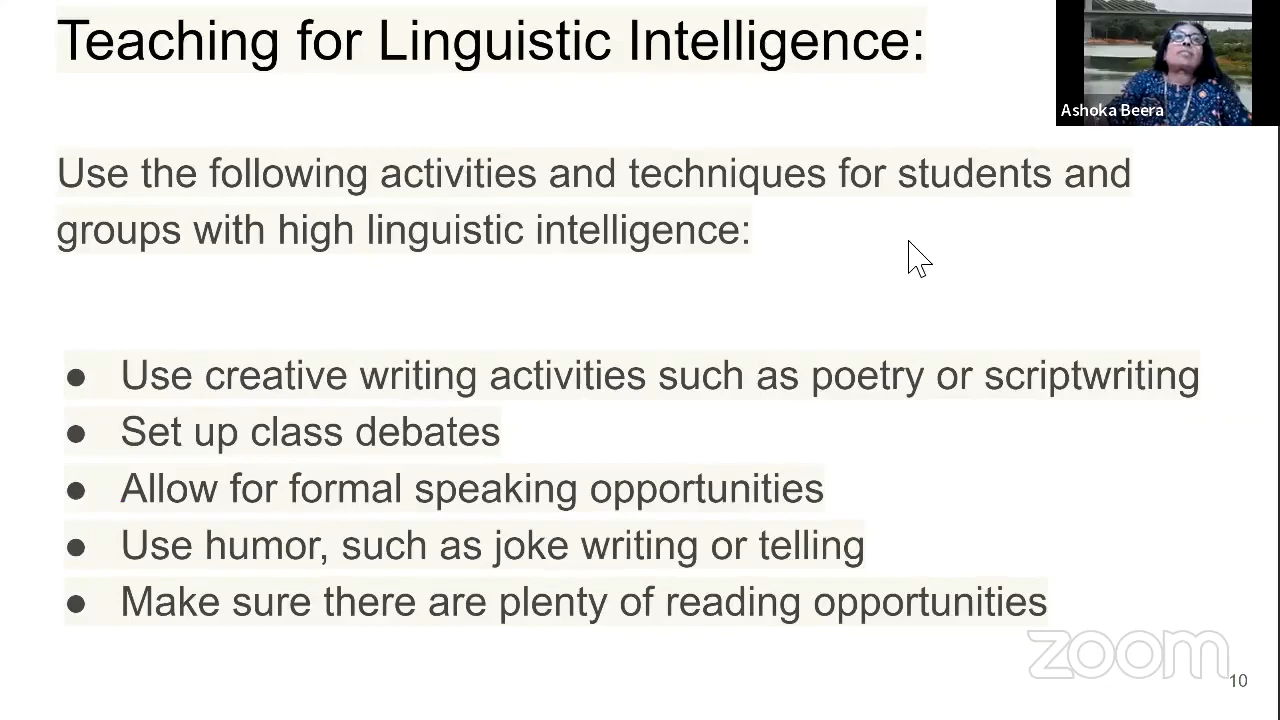 Teaching for Linguistic Intelligence:
Ashoka Beera
Use the following activities and techniques for students and
groups with high linguistic intelligence:
● Use creative writing activities such as poetry or scriptwriting
● Set up class debates
● Allow for formal speaking opportunities
● Use humor, such as joke writing or telling
● Make sure there are plenty of reading opportunities
zoom
10